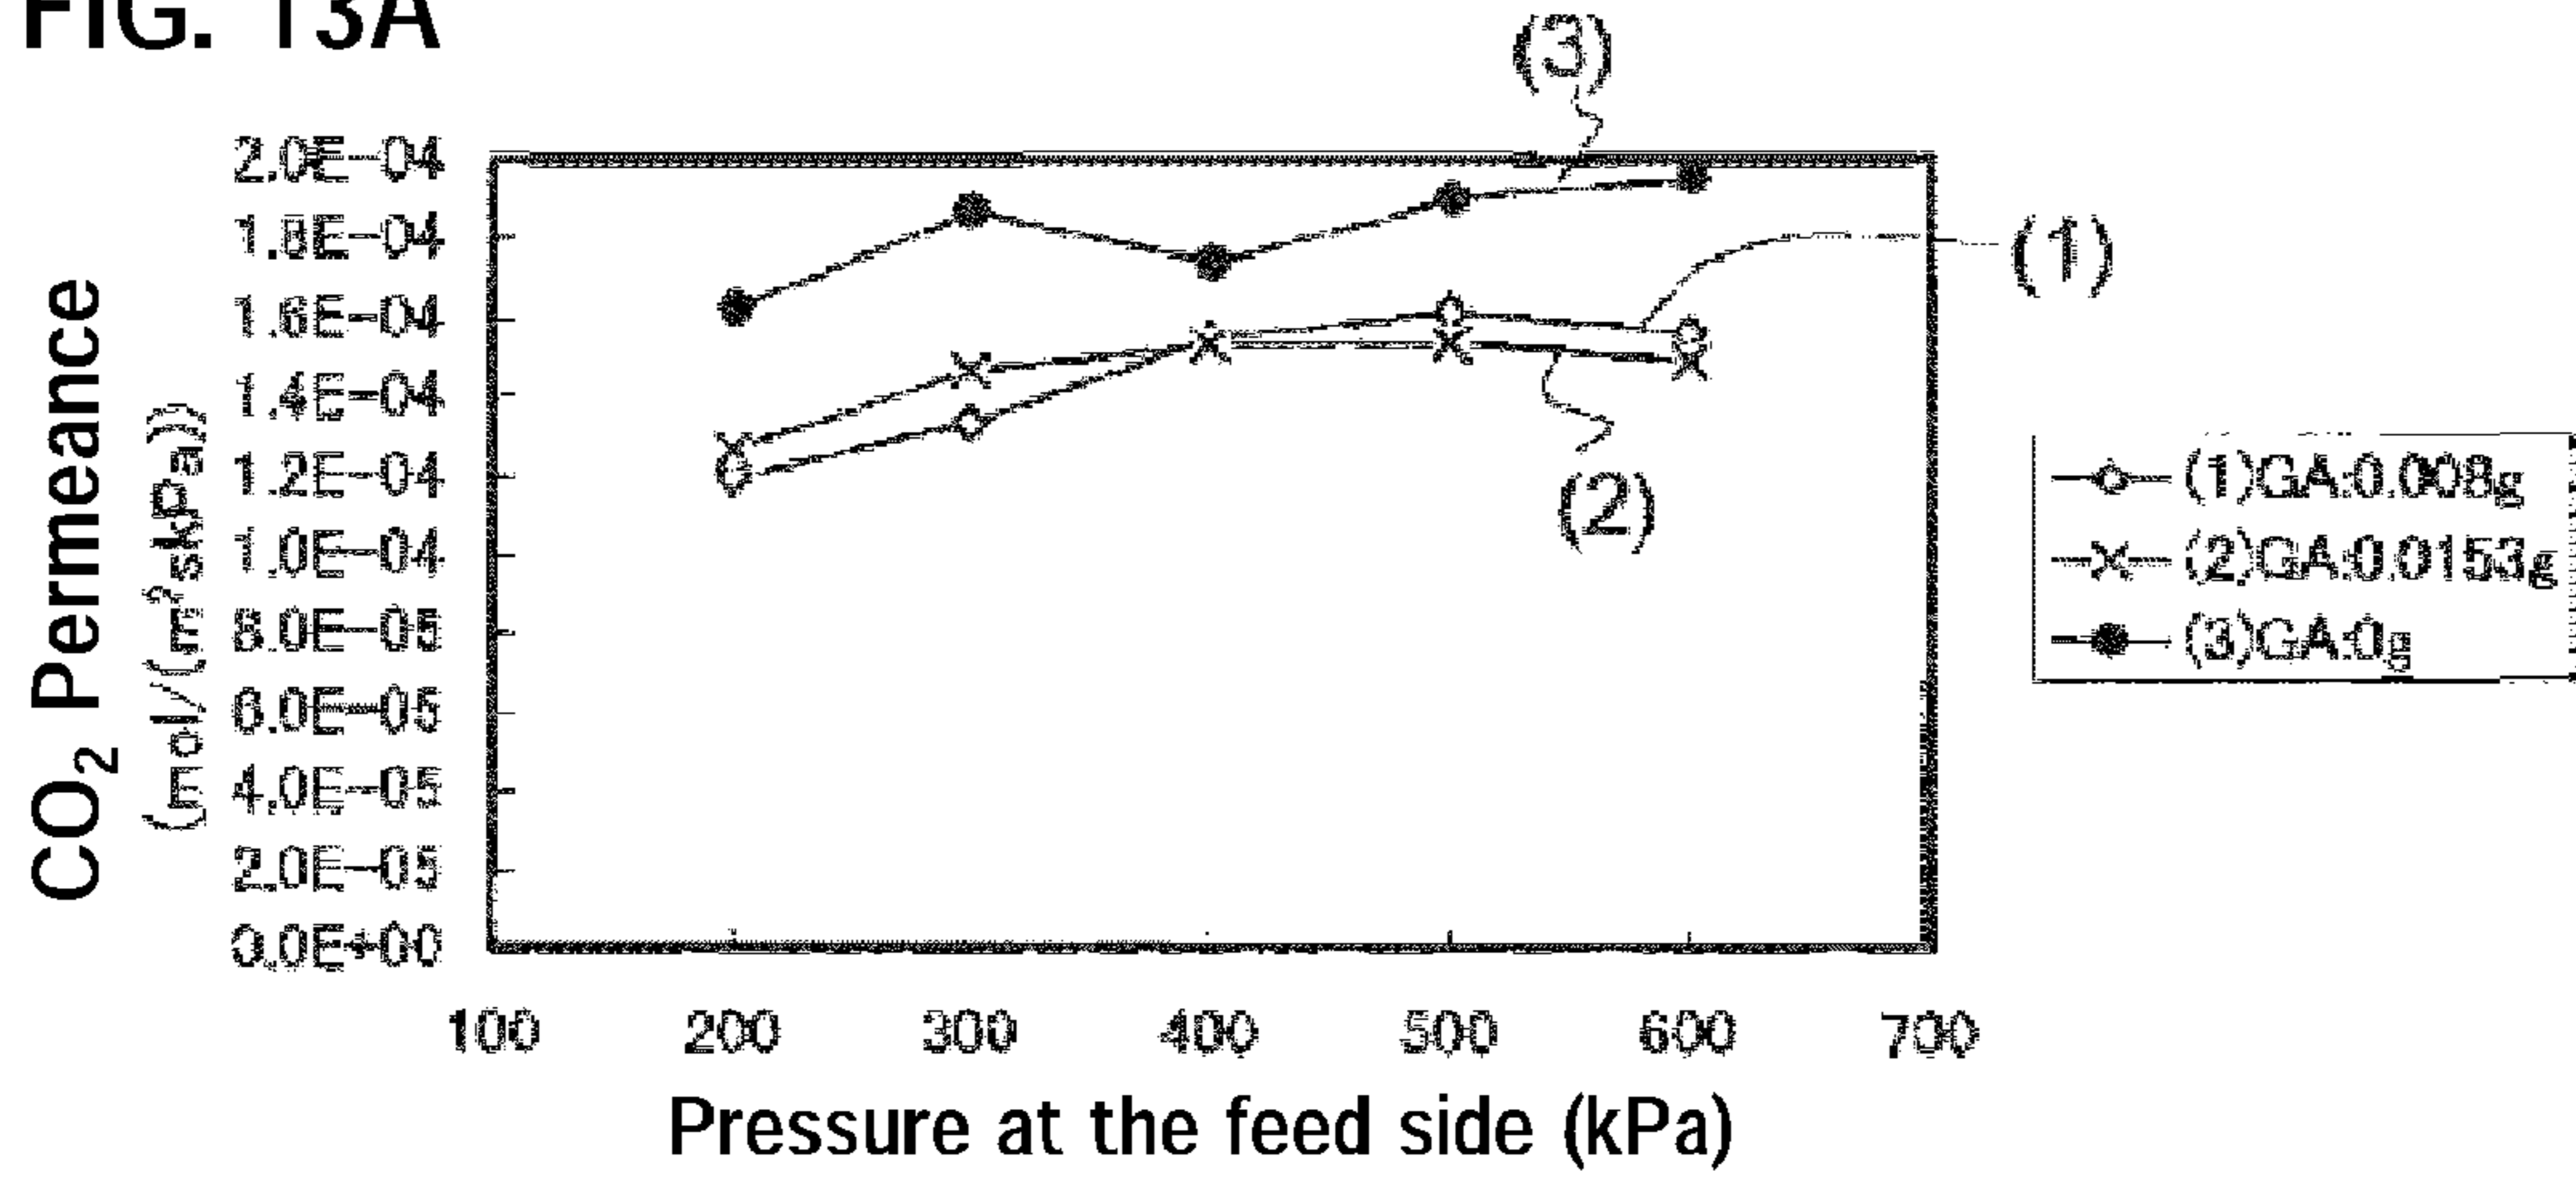 FIG. 13A
(3)
2.0E-04
1.8E-04
1.6E-04
1.4E-04
1.2E-04
1.0E-04
8.0E-05
6.0E-05
4.0E-05
2.0E-05
0.0E+00
CO₂ Permeance
(mol/(m²skPa))
(1)
(2)
(1)GA:0.008g
(2)GA:0.0153g
(3)GA:0g
100 200 300 400 500 600 700
Pressure at the feed side (kPa)